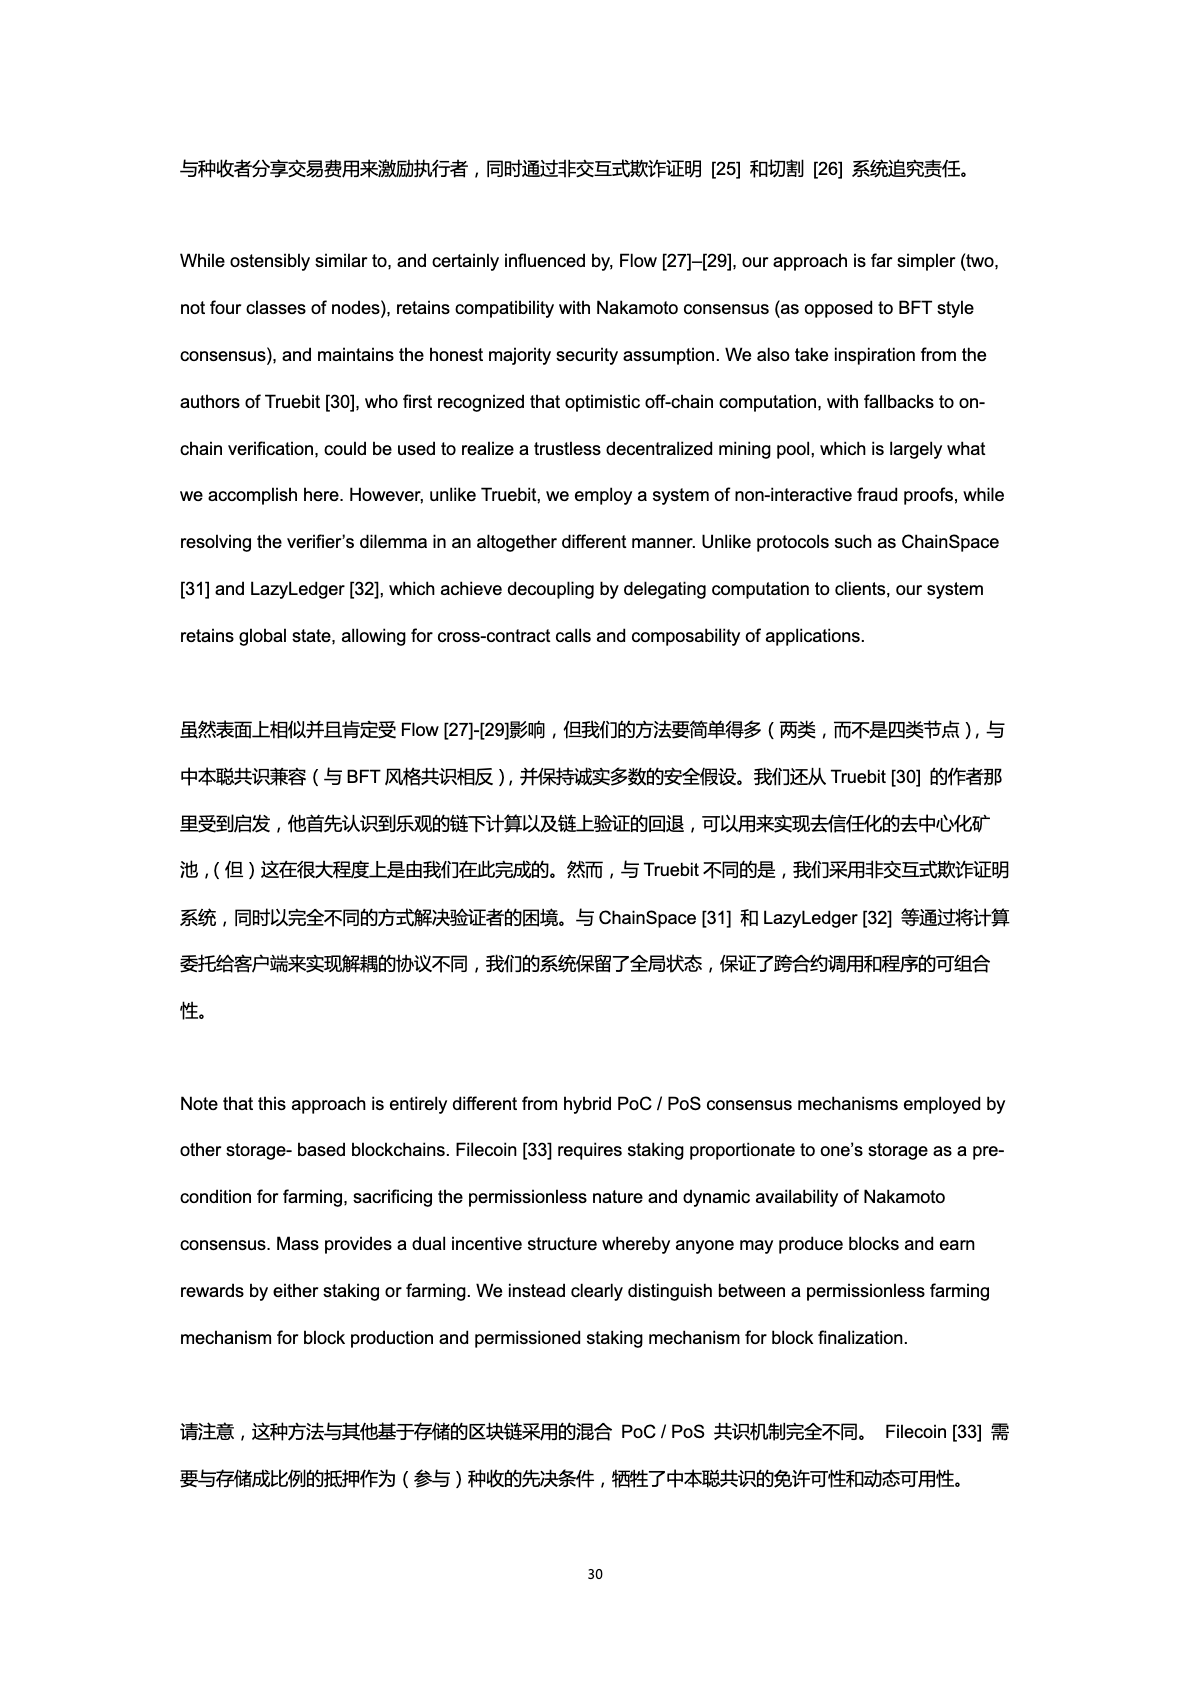 与种收者分享交易费用来激励执行者，同时通过非交互式欺诈证明 [25] 和切割 [26] 系统追究责任。
While ostensibly similar to, and certainly influenced by, Flow [27]–[29], our approach is far simpler (two,
not four classes of nodes), retains compatibility with Nakamoto consensus (as opposed to BFT style
consensus), and maintains the honest majority security assumption. We also take inspiration from the
authors of Truebit [30], who first recognized that optimistic off-chain computation, with fallbacks to on-
chain verification, could be used to realize a trustless decentralized mining pool, which is largely what
we accomplish here. However, unlike Truebit, we employ a system of non-interactive fraud proofs, while
resolving the verifier’s dilemma in an altogether different manner. Unlike protocols such as ChainSpace
[31] and LazyLedger [32], which achieve decoupling by delegating computation to clients, our system
retains global state, allowing for cross-contract calls and composability of applications.
虽然表面上相似并且肯定受 Flow [27]-[29]影响，但我们的方法要简单得多（两类，而不是四类节点），与
中本聪共识兼容（与 BFT 风格共识相反），并保持诚实多数的安全假设。我们还从 Truebit [30] 的作者那
里受到启发，他首先认识到乐观的链下计算以及链上验证的回退，可以用来实现去信任化的去中心化矿
池，（但）这在很大程度上是由我们在此完成的。然而，与 Truebit 不同的是，我们采用非交互式欺诈证明
系统，同时以完全不同的方式解决验证者的困境。与 ChainSpace [31] 和 LazyLedger [32] 等通过将计算
委托给客户端来实现解耦的协议不同，我们的系统保留了全局状态，保证了跨合约调用和程序的可组合
性。
Note that this approach is entirely different from hybrid PoC / PoS consensus mechanisms employed by
other storage- based blockchains. Filecoin [33] requires staking proportionate to one’s storage as a pre-
condition for farming, sacrificing the permissionless nature and dynamic availability of Nakamoto
consensus. Mass provides a dual incentive structure whereby anyone may produce blocks and earn
rewards by either staking or farming. We instead clearly distinguish between a permissionless farming
mechanism for block production and permissioned staking mechanism for block finalization.
请注意，这种方法与其他基于存储的区块链采用的混合 PoC / PoS 共识机制完全不同。 Filecoin [33] 需
要与存储成比例的抵押作为（参与）种收的先决条件，牺牲了中本聪共识的免许可性和动态可用性。
30